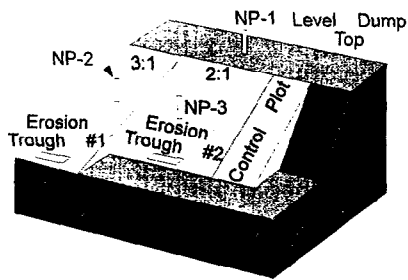 NP-1 Level Dump
Top
NP-2
3:1
2:1
NP-3
Erosion
Trough #1
Erosion
Trough #2
Control Plot